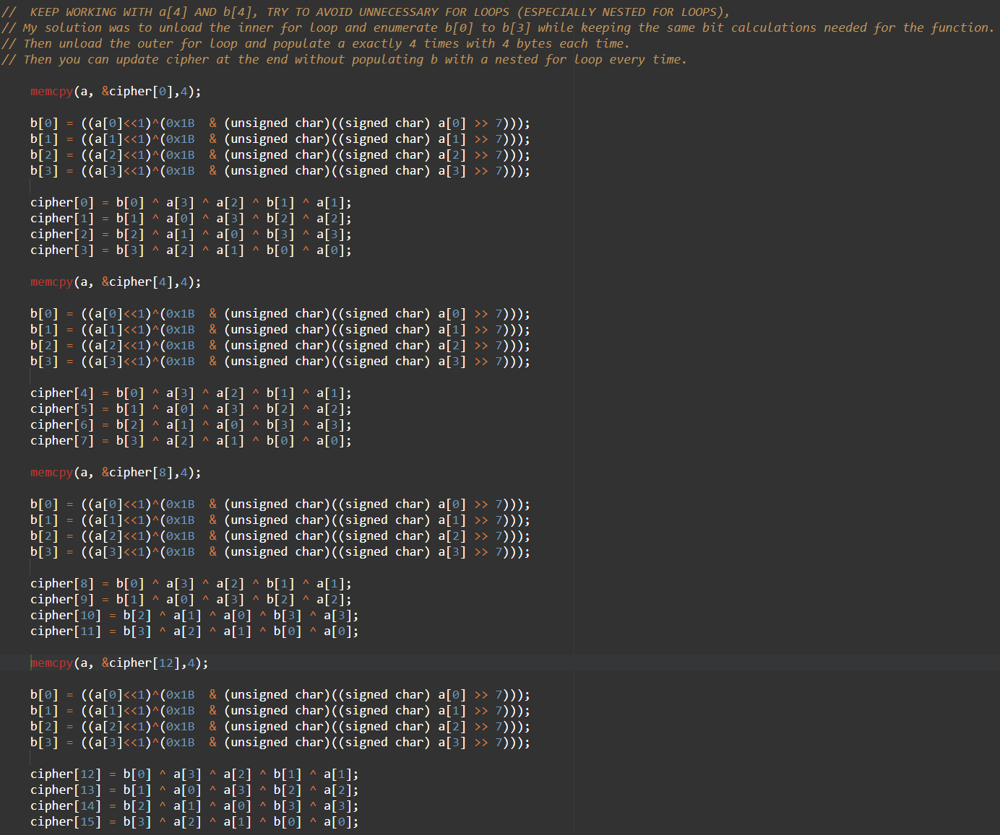 //  KEEP WORKING WITH a[4] AND b[4], TRY TO AVOID UNNECESSARY FOR LOOPS (ESPECIALLY NESTED FOR LOOPS),
// My solution was to unload the inner for loop and enumerate b[0] to b[3] while keeping the same bit calculations needed for the function.
// Then unload the outer for loop and populate a exactly 4 times with 4 bytes each time.
// Then you can update cipher at the end without populating b with a nested for loop every time.
memcpy(a, &cipher[0],4);
b[0] = ((a[0]<<1)^(0x1B  & (unsigned char)((signed char) a[0] >> 7)));
b[1] = ((a[1]<<1)^(0x1B  & (unsigned char)((signed char) a[1] >> 7)));
b[2] = ((a[2]<<1)^(0x1B  & (unsigned char)((signed char) a[2] >> 7)));
b[3] = ((a[3]<<1)^(0x1B  & (unsigned char)((signed char) a[3] >> 7)));
cipher[0] = b[0] ^ a[3] ^ a[2] ^ b[1] ^ a[1];
cipher[1] = b[1] ^ a[0] ^ a[3] ^ b[2] ^ a[2];
cipher[2] = b[2] ^ a[1] ^ a[0] ^ b[3] ^ a[3];
cipher[3] = b[3] ^ a[2] ^ a[1] ^ b[0] ^ a[0];
memcpy(a, &cipher[4],4);
b[0] = ((a[0]<<1)^(0x1B  & (unsigned char)((signed char) a[0] >> 7)));
b[1] = ((a[1]<<1)^(0x1B  & (unsigned char)((signed char) a[1] >> 7)));
b[2] = ((a[2]<<1)^(0x1B  & (unsigned char)((signed char) a[2] >> 7)));
b[3] = ((a[3]<<1)^(0x1B  & (unsigned char)((signed char) a[3] >> 7)));
cipher[4] = b[0] ^ a[3] ^ a[2] ^ b[1] ^ a[1];
cipher[5] = b[1] ^ a[0] ^ a[3] ^ b[2] ^ a[2];
cipher[6] = b[2] ^ a[1] ^ a[0] ^ b[3] ^ a[3];
cipher[7] = b[3] ^ a[2] ^ a[1] ^ b[0] ^ a[0];
memcpy(a, &cipher[8],4);
b[0] = ((a[0]<<1)^(0x1B  & (unsigned char)((signed char) a[0] >> 7)));
b[1] = ((a[1]<<1)^(0x1B  & (unsigned char)((signed char) a[1] >> 7)));
b[2] = ((a[2]<<1)^(0x1B  & (unsigned char)((signed char) a[2] >> 7)));
b[3] = ((a[3]<<1)^(0x1B  & (unsigned char)((signed char) a[3] >> 7)));
cipher[8] = b[0] ^ a[3] ^ a[2] ^ b[1] ^ a[1];
cipher[9] = b[1] ^ a[0] ^ a[3] ^ b[2] ^ a[2];
cipher[10] = b[2] ^ a[1] ^ a[0] ^ b[3] ^ a[3];
cipher[11] = b[3] ^ a[2] ^ a[1] ^ b[0] ^ a[0];
memcpy(a, &cipher[12],4);
b[0] = ((a[0]<<1)^(0x1B  & (unsigned char)((signed char) a[0] >> 7)));
b[1] = ((a[1]<<1)^(0x1B  & (unsigned char)((signed char) a[1] >> 7)));
b[2] = ((a[2]<<1)^(0x1B  & (unsigned char)((signed char) a[2] >> 7)));
b[3] = ((a[3]<<1)^(0x1B  & (unsigned char)((signed char) a[3] >> 7)));
cipher[12] = b[0] ^ a[3] ^ a[2] ^ b[1] ^ a[1];
cipher[13] = b[1] ^ a[0] ^ a[3] ^ b[2] ^ a[2];
cipher[14] = b[2] ^ a[1] ^ a[0] ^ b[3] ^ a[3];
cipher[15] = b[3] ^ a[2] ^ a[1] ^ b[0] ^ a[0];